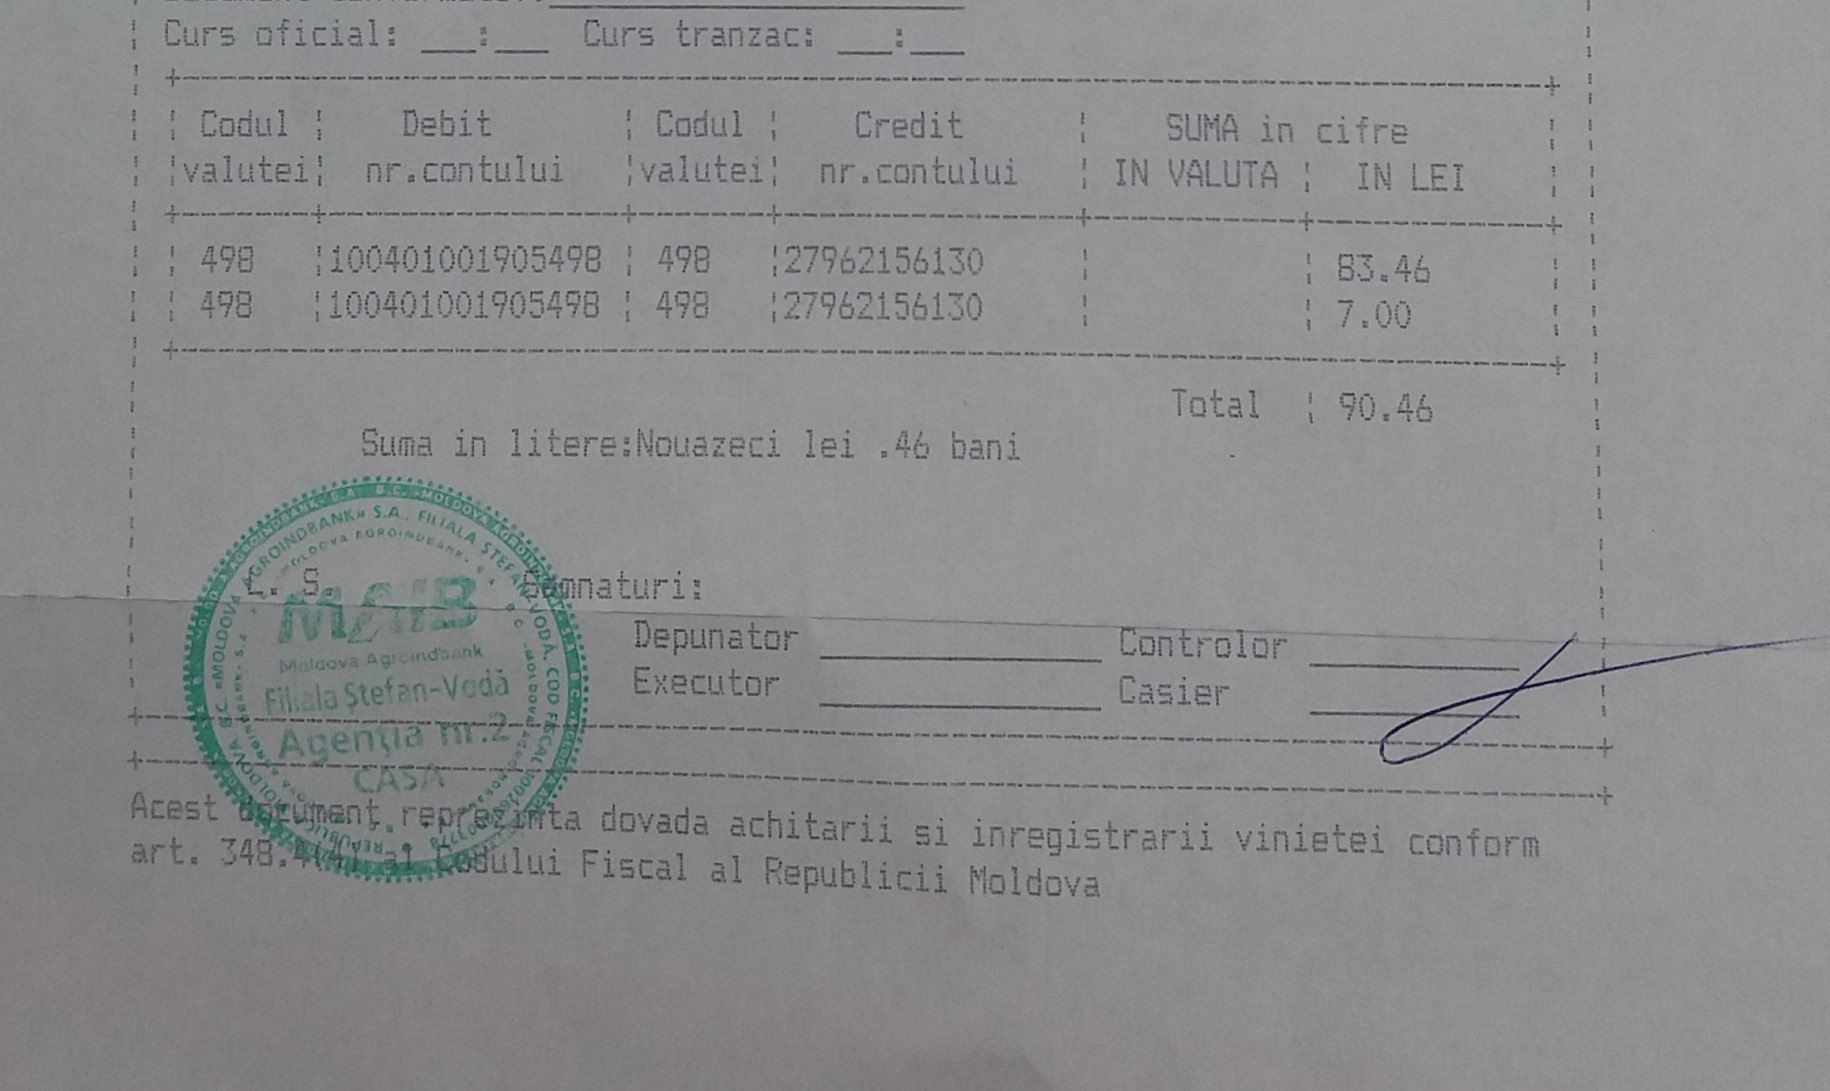 Curs oficial: ___:___ Curs tranzac: ___:___
Codul Debit Codul Credit SUMA in cifre
valutei nr.contului valutei nr.contului IN VALUTA IN LEI
498 100401001905498 498 27962156130 83.46
498 100401001905498 498 27962156130 7.00
Total 90.46
Suma in litere:Nouazeci lei .46 bani
L. S. Semnaturi:
Depunator Controlor
Executor Casier
MAIB
Moldova Agroindbank
Filiala Ștefan-Vodă
Agenția nr.2
CASA
Acest document reprezinta dovada achitarii si inregistrarii vinietei conform
art. al Codului Fiscal al Republicii Moldova